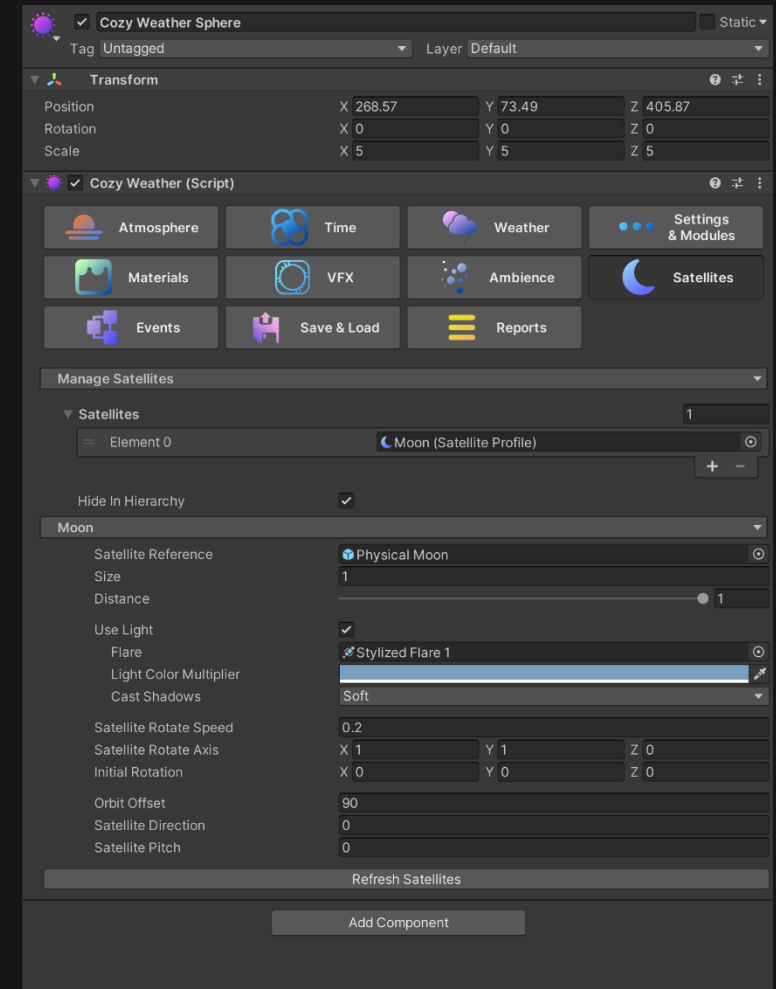 Cozy Weather Sphere Static
Tag Untagged Layer Default
Transform
Position X 268.57 Y 73.49 Z 405.87
Rotation X 0 Y 0 Z 0
Scale X 5 Y 5 Z 5
Cozy Weather (Script)
Atmosphere Time Weather Settings & Modules
Materials VFX Ambience Satellites
Events Save & Load Reports
Manage Satellites
Satellites 1
Element 0 Moon (Satellite Profile)
Hide In Hierarchy
Moon
Satellite Reference Physical Moon
Size 1
Distance 1
Use Light
Flare Stylized Flare 1
Light Color Multiplier
Cast Shadows Soft
Satellite Rotate Speed 0.2
Satellite Rotate Axis X 1 Y 1 Z 0
Initial Rotation X 0 Y 0 Z 0
Orbit Offset 90
Satellite Direction 0
Satellite Pitch 0
Refresh Satellites
Add Component